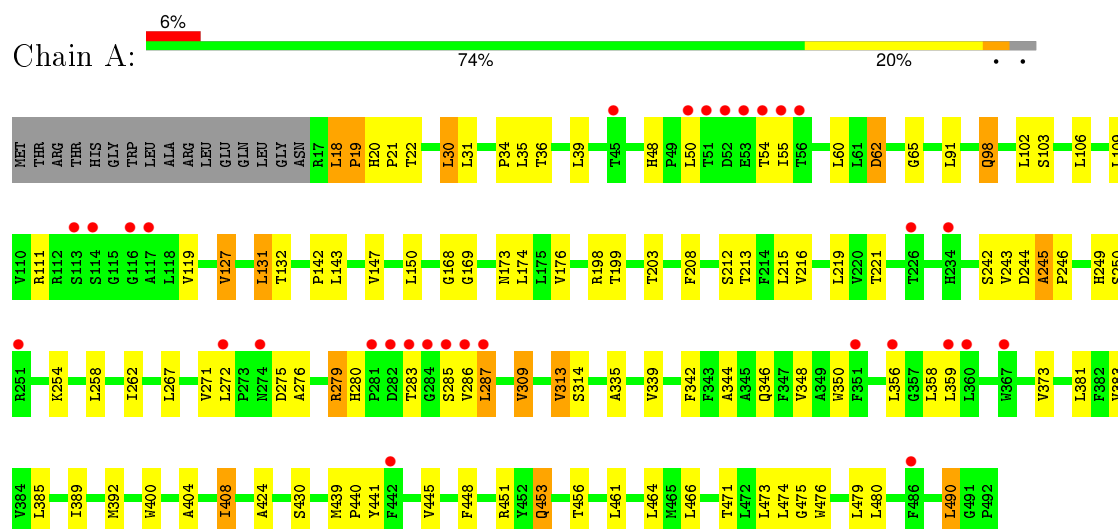 6%
Chain A:
74% 20% • •
MET THR ARG THR HIS GLY TRP LEU ALA ARG LEU GLU GLN LEU GLY ASN R17 L18 P19 H20 P21 T22 L30 L31 P34 L35 T36 L39 T45 H48 P49 L50 T51 D52 E53 T54 I55 T56 L60 L61 D62 G65 L91 Q98 L102 S103 L106 L109
V110 R111 R112 S113 S114 G115 G116 A117 L118 V119 V127 L131 T132 P142 L143 V147 L150 G168 G169 N173 L174 L175 V176 R198 T199 T203 F208 S212 T213 F214 L215 V216 L219 V220 T221 T226 H234 S242 V243 D244 A245 P246 H249 S250
R251 K254 L258 I262 L267 V271 L272 P273 N274 D275 A276 R279 H280 P281 D282 T283 G284 S285 V286 L287 V309 V313 S314 A335 V339 F342 F343 A344 A345 Q346 F347 V348 A349 W350 F351 L356 G357 L358 L359 L360 W367 V373 L381 F382 V383
V384 L385 I389 M392 W400 A404 I408 A424 S430 M439 P440 Y441 F442 V445 F448 R451 Y452 Q453 T456 L461 L464 M465 L466 T471 L472 L473 L474 G475 W476 L479 L480 F486 L490 G491 P492